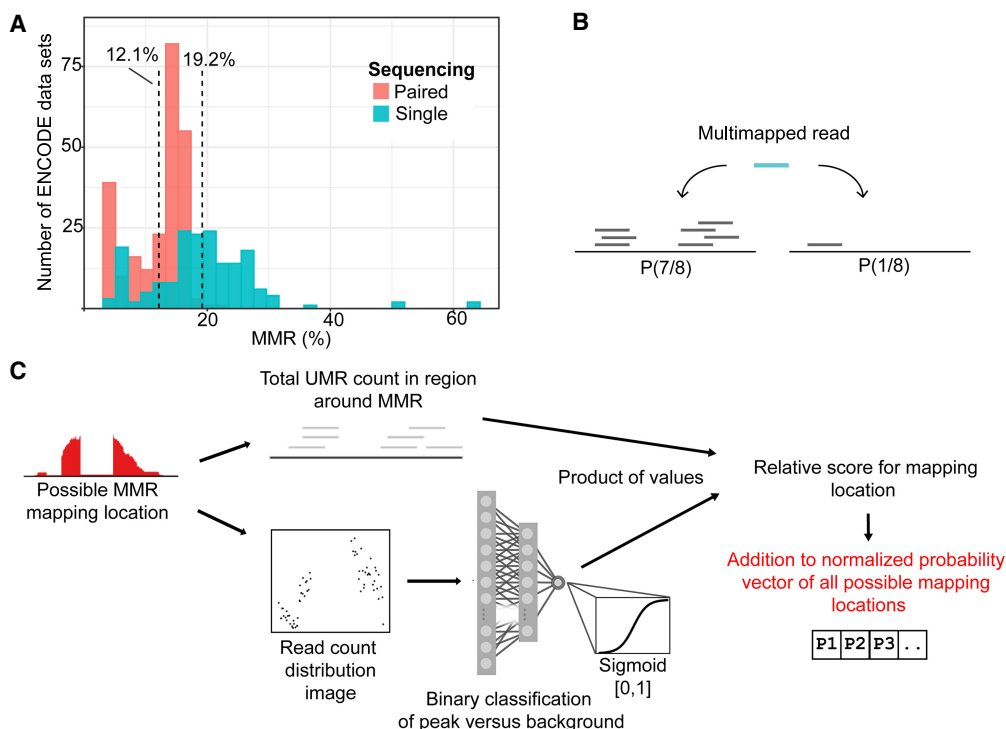 A
12.1%
19.2%
75
50
25
Number of ENCODE data sets
Sequencing
Paired
Single
20
40
60
MMR (%)
B
Multimapped read
P(7/8)
P(1/8)
C
Total UMR count in region
around MMR
Possible MMR
mapping location
Read count
distribution
image
Binary classification
of peak versus background
Sigmoid
[0,1]
Product of values
Relative score for mapping
location
Addition to normalized probability
vector of all possible mapping
locations
P1 P2 P3 ..